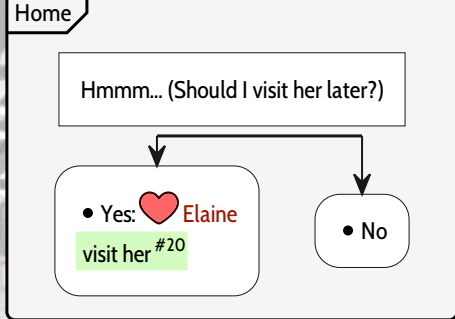 Home
Hmmm... (Should I visit her later?)
• Yes: Elaine
visit her #20
• No